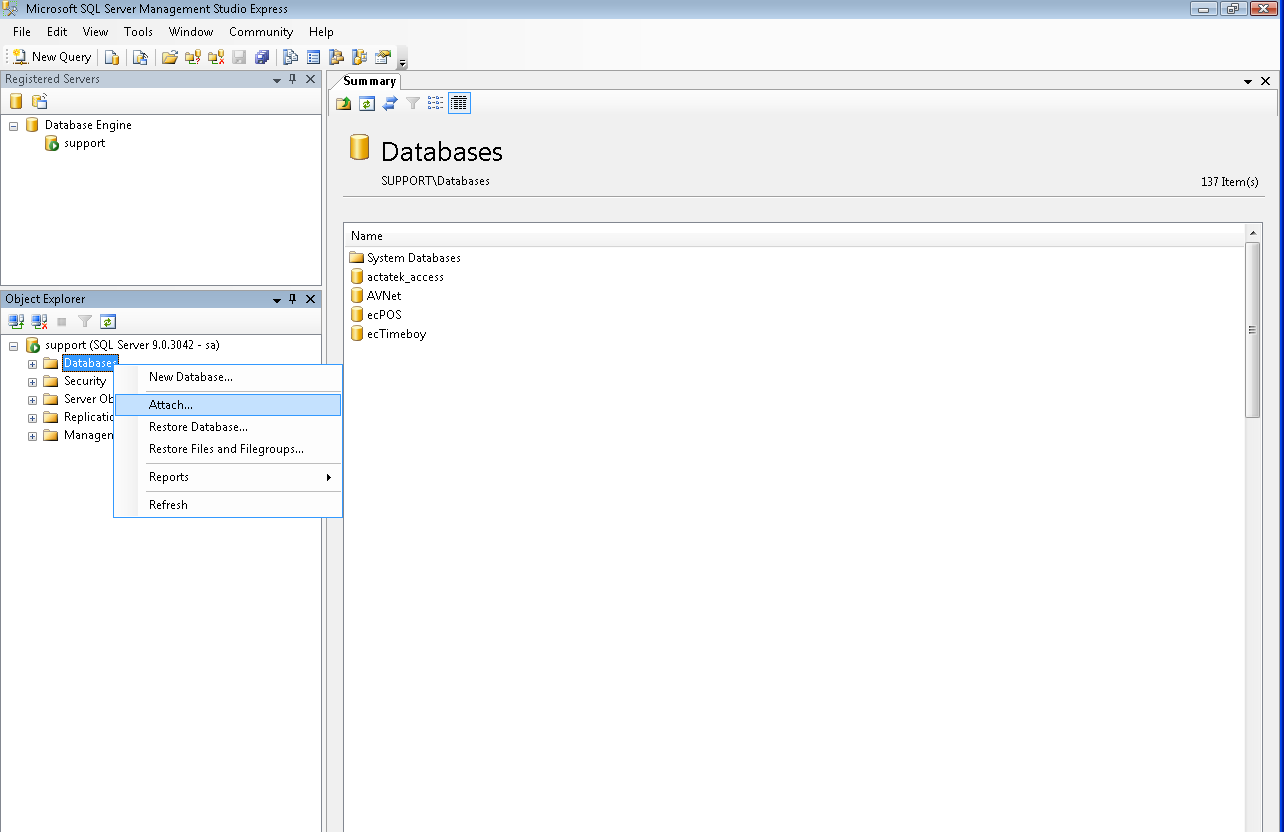 Microsoft SQL Server Management Studio Express
File Edit View Tools Window Community Help
New Query
Registered Servers
Database Engine
support
Object Explorer
support (SQL Server 9.0.3042 - sa)
Databases
Security
Server Ob
Replicatio
Managen
New Database...
Attach...
Restore Database...
Restore Files and Filegroups...
Reports
Refresh
Summary
Databases
SUPPORT\Databases
137 Item(s)
Name
System Databases
actatek_access
AVNet
ecPOS
ecTimeboy